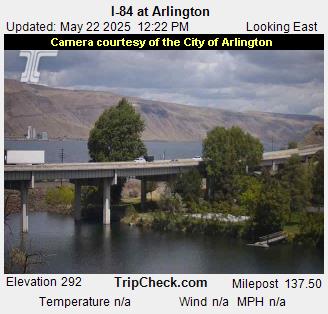 I-84 at Arlington
Updated: May 22 2025 12:22 PM Looking East
Camera courtesy of the City of Arlington
Elevation 292 TripCheck.com Milepost 137.50
Temperature n/a Wind n/a MPH n/a